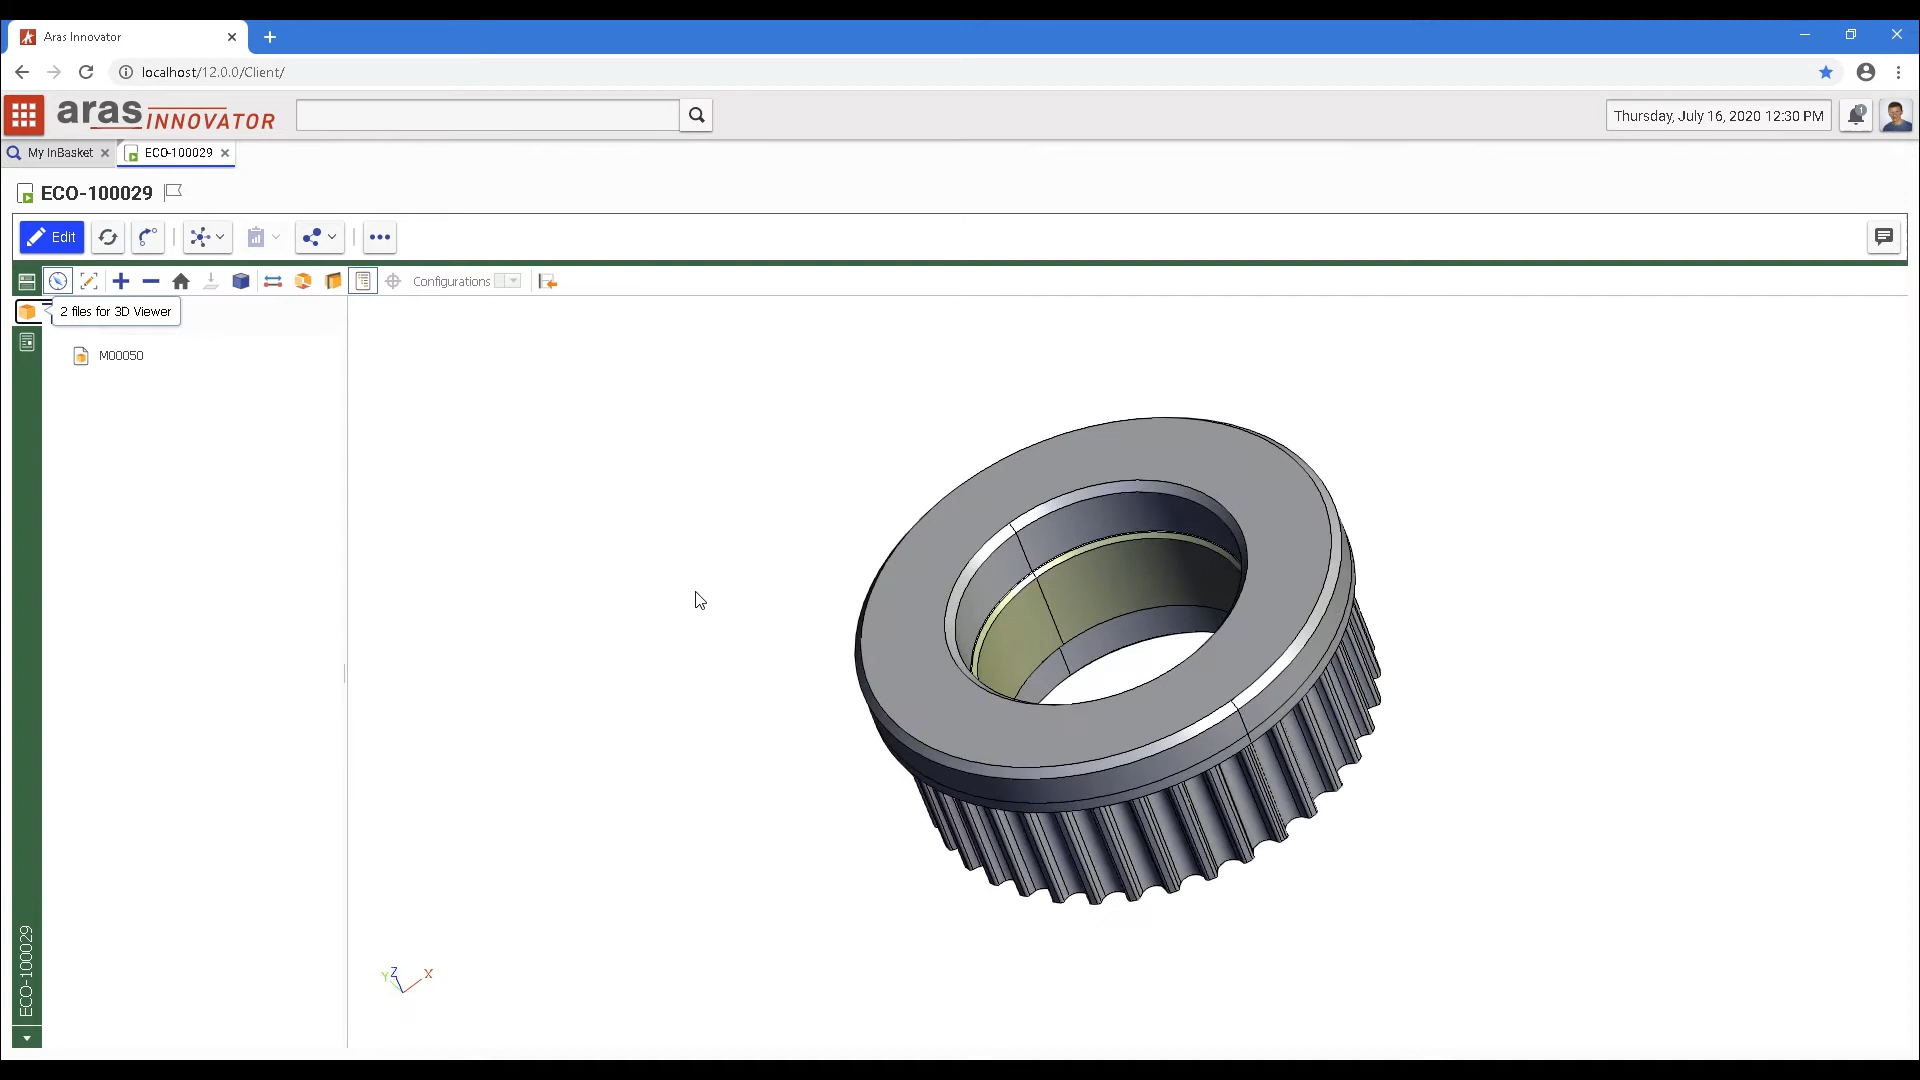 Aras Innovator
localhost/12.0.0/Client/
aras INNOVATOR
Thursday, July 16, 2020 12:30 PM
1
My InBasket
ECO-100029
ECO-100029
Edit
Configurations
2 files for 3D Viewer
M00050
ECO-100029
Y Z X